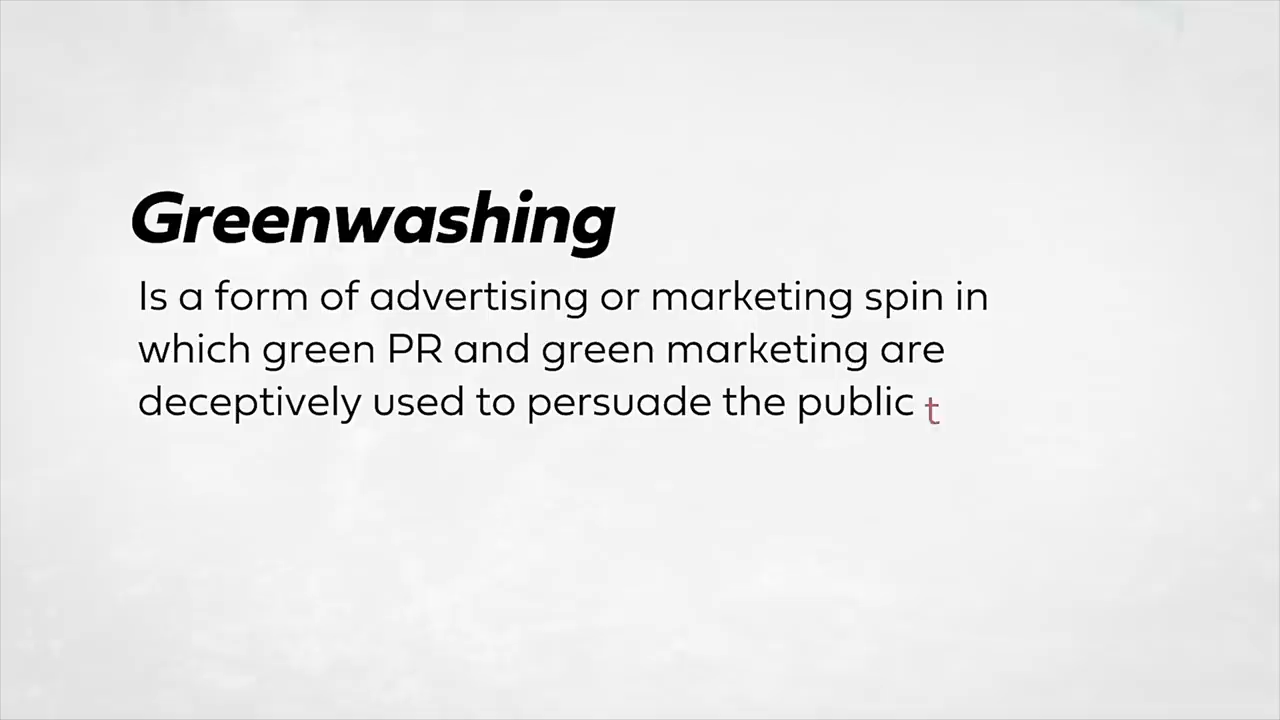 Greenwashing
Is a form of advertising or marketing spin in
which green PR and green marketing are
deceptively used to persuade the public t